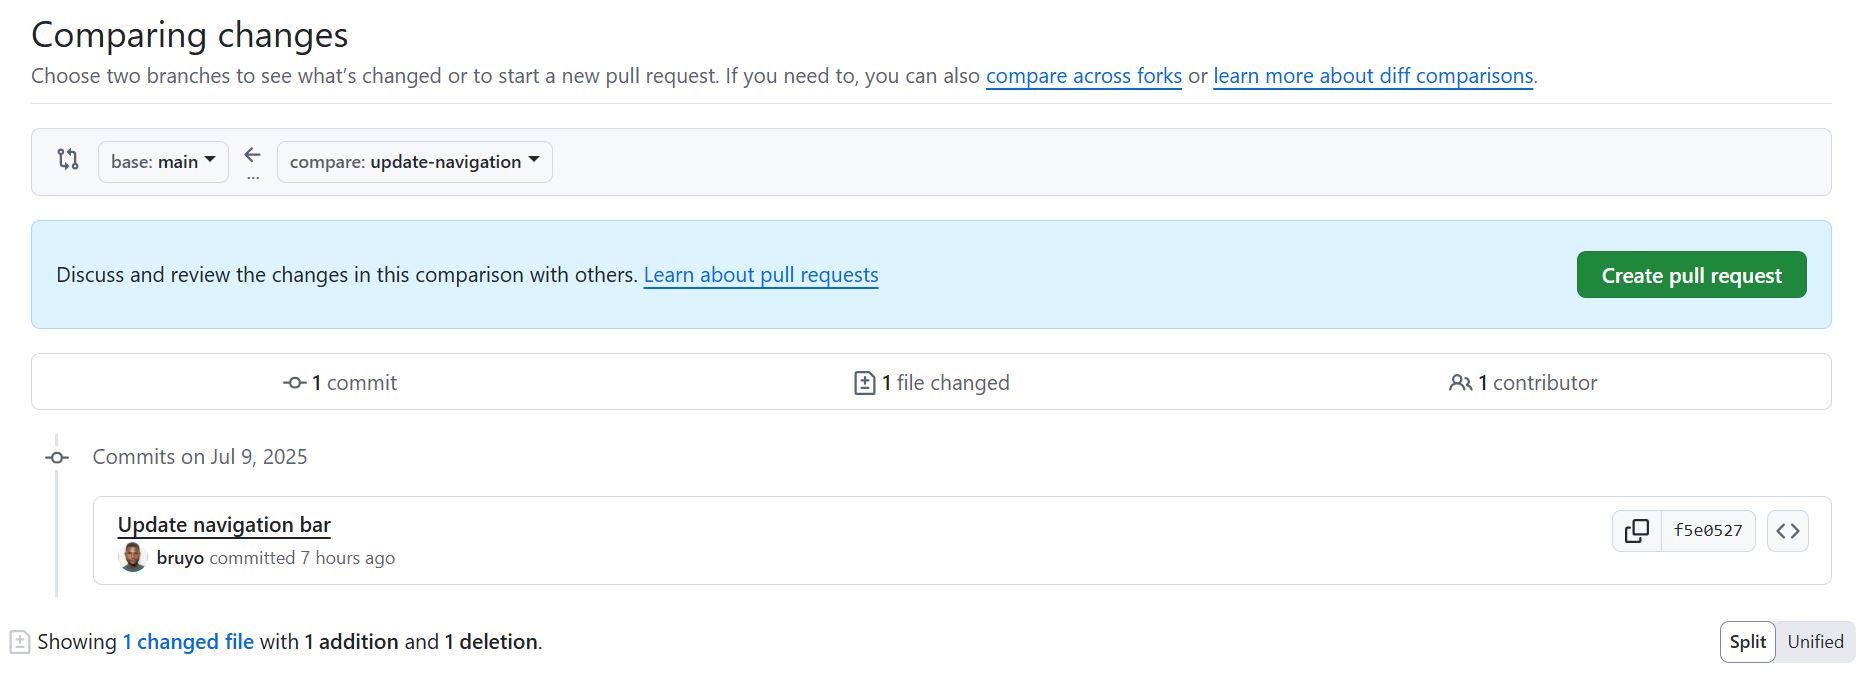 Comparing changes
Choose two branches to see what’s changed or to start a new pull request. If you need to, you can also compare across forks or learn more about diff comparisons.
base: main ... compare: update-navigation
Discuss and review the changes in this comparison with others. Learn about pull requests Create pull request
1 commit 1 file changed 1 contributor
Commits on Jul 9, 2025
Update navigation bar
f5e0527
bruyo committed 7 hours ago
Showing 1 changed file with 1 addition and 1 deletion. Split Unified